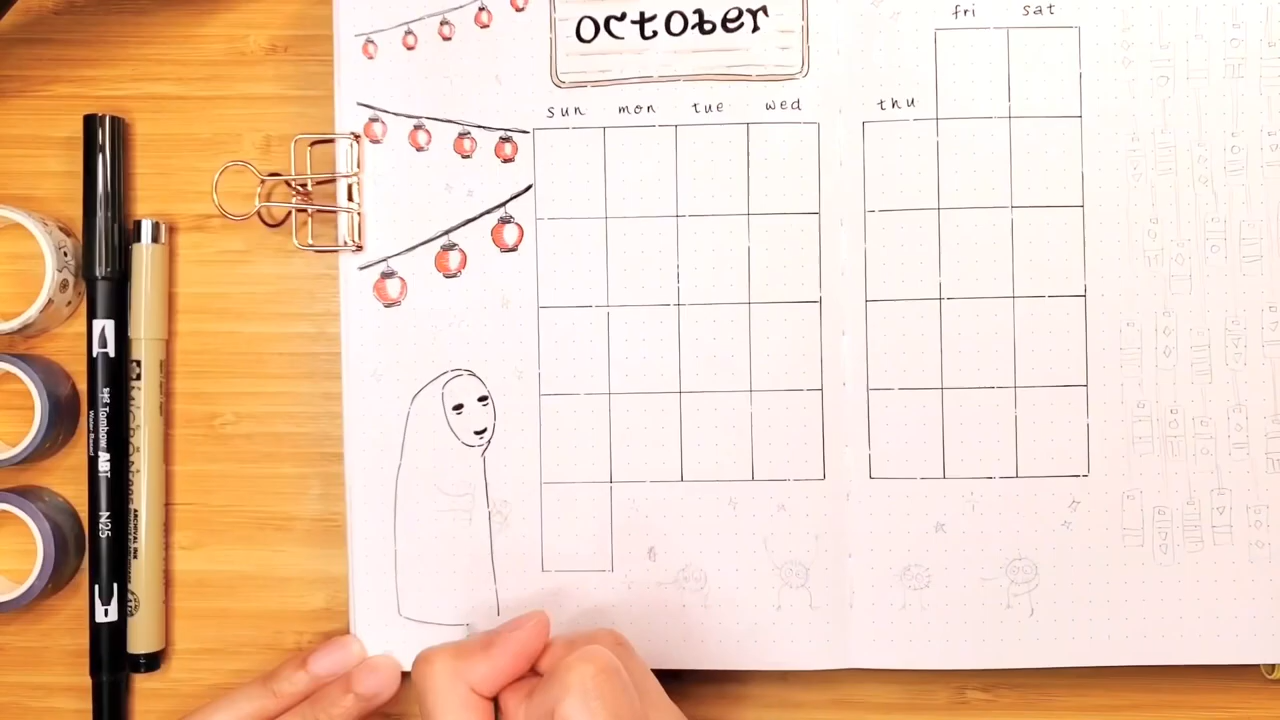 october
fri sat
sun mon tue wed
thu
Tombow ABT
Water-Based
N25
MICRON
ARCHIVAL INK